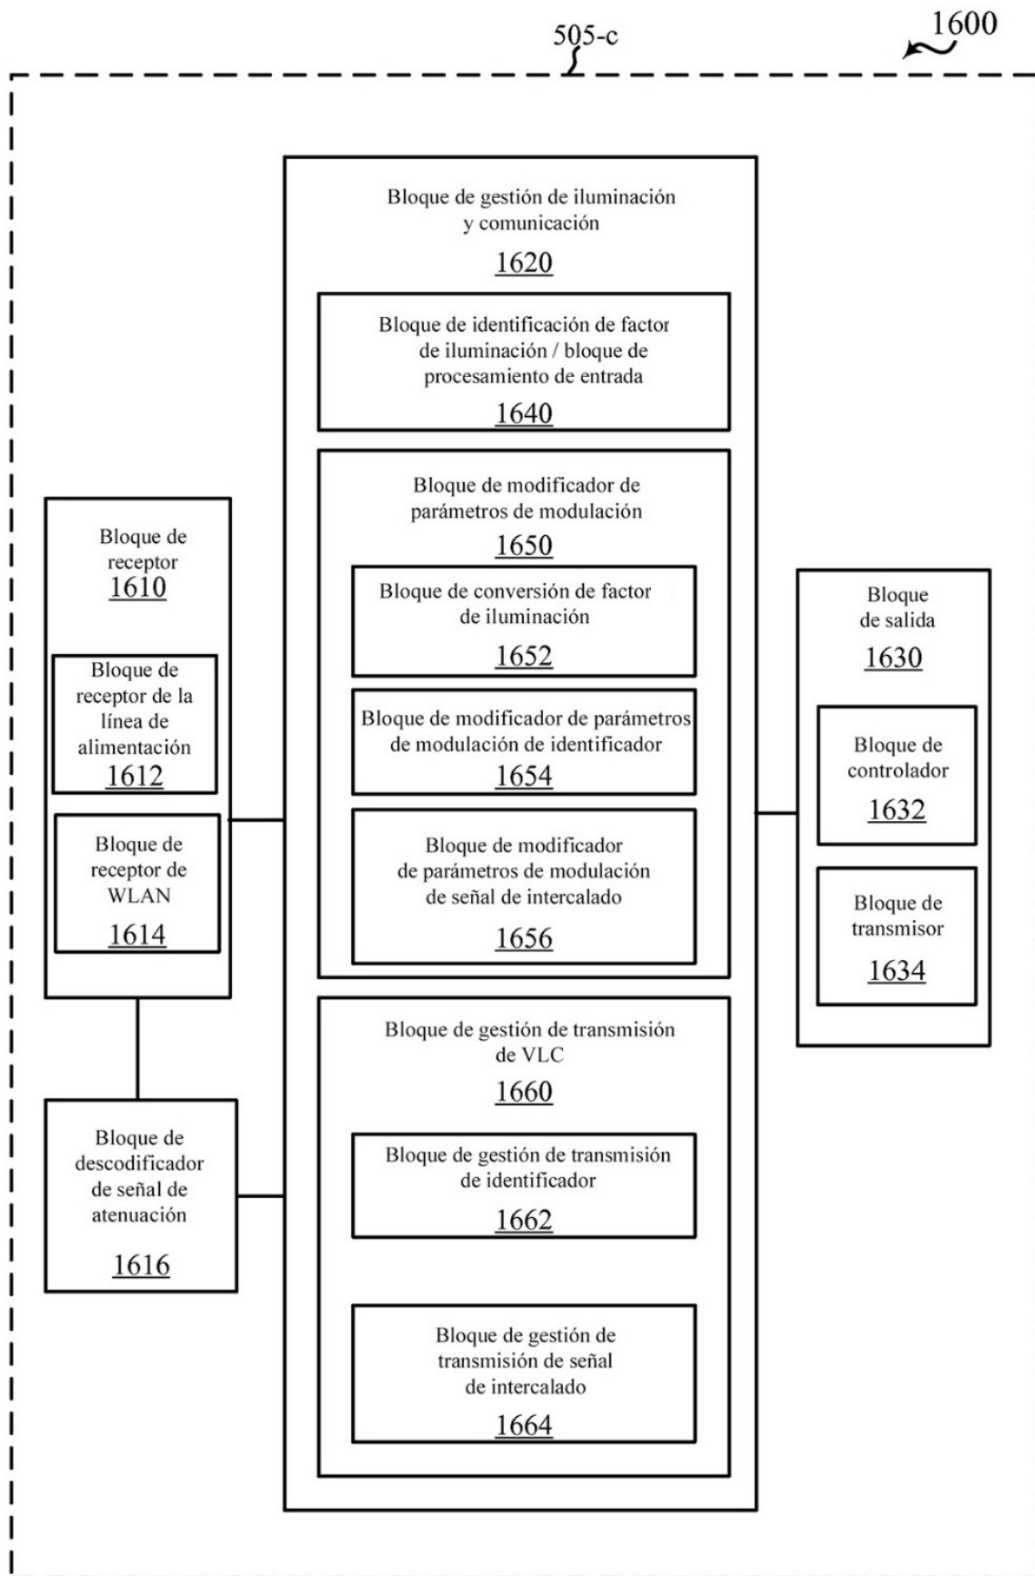 505-c
1600
Bloque de gestión de iluminación
y comunicación
1620
Bloque de identificación de factor
de iluminación / bloque de
procesamiento de entrada
1640
Bloque de modificador de
parámetros de modulación
1650
Bloque de conversión de factor
de iluminación
1652
Bloque de modificador de parámetros
de modulación de identificador
1654
Bloque de modificador
de parámetros de modulación
de señal de intercalado
1656
Bloque de gestión de transmisión
de VLC
1660
Bloque de gestión de transmisión
de identificador
1662
Bloque de gestión de
transmisión de señal
de intercalado
1664
Bloque de
receptor
1610
Bloque de
receptor de la
línea de
alimentación
1612
Bloque de
receptor de
WLAN
1614
Bloque de
descodificador
de señal de
atenuación
1616
Bloque
de salida
1630
Bloque de
controlador
1632
Bloque de
transmisor
1634